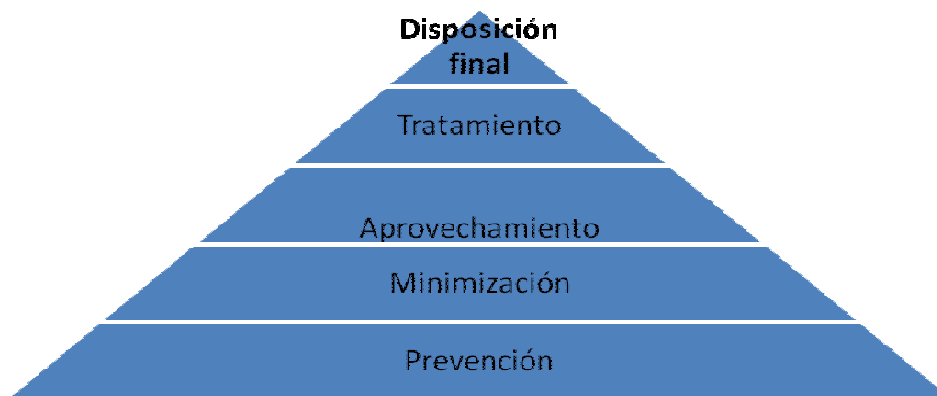 Disposición
final
Tratamiento
Aprovechamiento
Minimización
Prevención